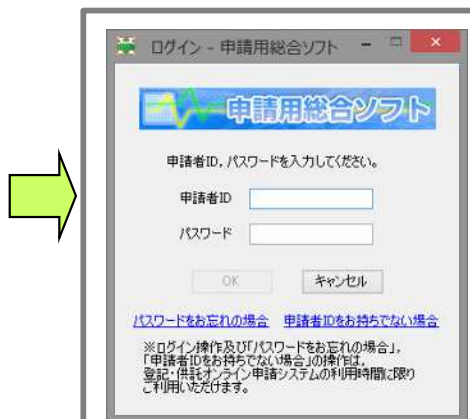 ログイン - 申請用総合ソフト
申請用総合ソフト
申請者ID，パスワードを入力してください。
申請者ID
パスワード
OK
キャンセル
パスワードをお忘れの場合 申請者IDをお持ちでない場合
※ログイン操作及び「パスワードをお忘れの場合」，
「申請者IDをお持ちでない場合」の操作は，
登記・供託オンライン申請システムの利用時間に限り
ご利用いただけます。